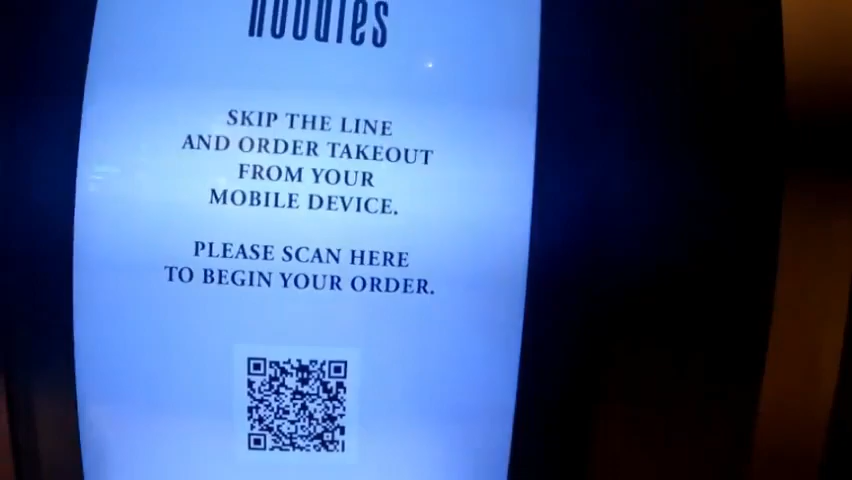 noodles
SKIP THE LINE
AND ORDER TAKEOUT
FROM YOUR
MOBILE DEVICE.
PLEASE SCAN HERE
TO BEGIN YOUR ORDER.